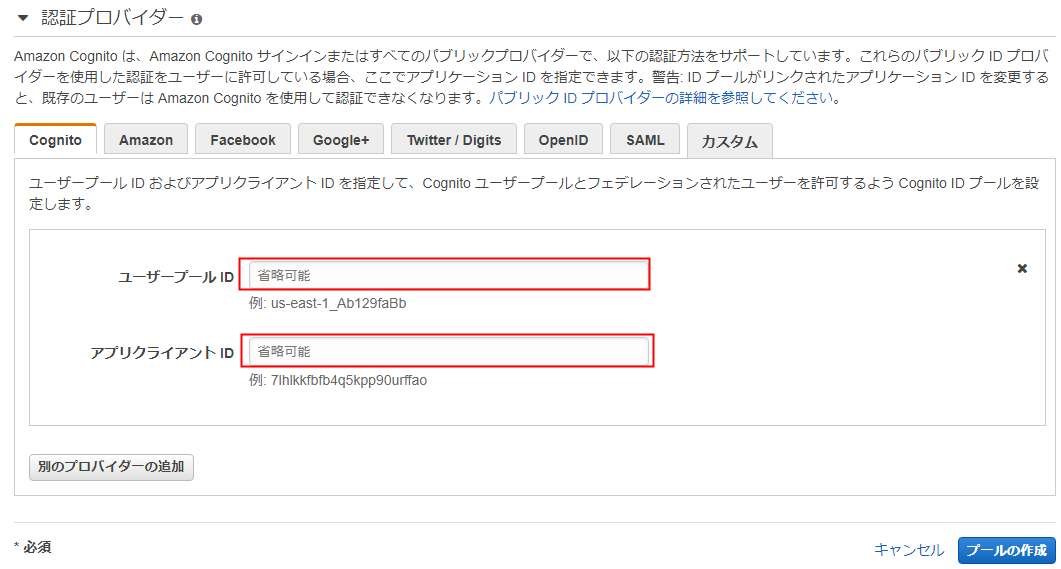 認証プロバイダー
Amazon Cognito は、Amazon Cognito サインインまたはすべてのパブリックプロバイダーで、以下の認証方法をサポートしています。これらのパブリック ID プロバ
イダーを使用した認証をユーザーに許可している場合、ここでアプリケーション ID を指定できます。警告: ID プールがリンクされたアプリケーション ID を変更する
と、既存のユーザーは Amazon Cognito を使用して認証できなくなります。パブリック ID プロバイダーの詳細を参照してください。
Cognito Amazon Facebook Google+ Twitter / Digits OpenID SAML カスタム
ユーザープール ID およびアプリクライアント ID を指定して、Cognito ユーザープールとフェデレーションされたユーザーを許可するよう Cognito ID プールを設
定します。
ユーザープール ID 省略可能
例: us-east-1_Ab129faBb
アプリクライアント ID 省略可能
例: 7lhlkkfbfb4q5kpp90urffao
別のプロバイダーの追加
* 必須
キャンセル プールの作成